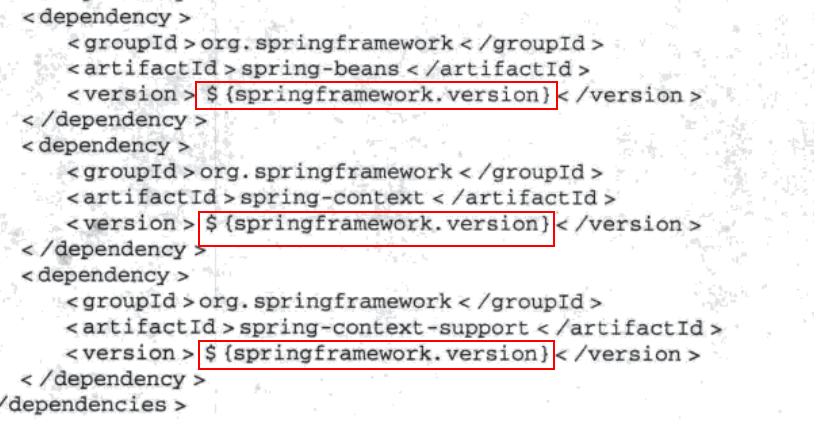 <dependency>
<groupId>org.springframework</groupId>
<artifactId>spring-beans</artifactId>
<version>${springframework.version}</version>
</dependency>
<dependency>
<groupId>org.springframework</groupId>
<artifactId>spring-context</artifactId>
<version>${springframework.version}</version>
</dependency>
<dependency>
<groupId>org.springframework</groupId>
<artifactId>spring-context-support</artifactId>
<version>${springframework.version}</version>
</dependency>
/dependencies>